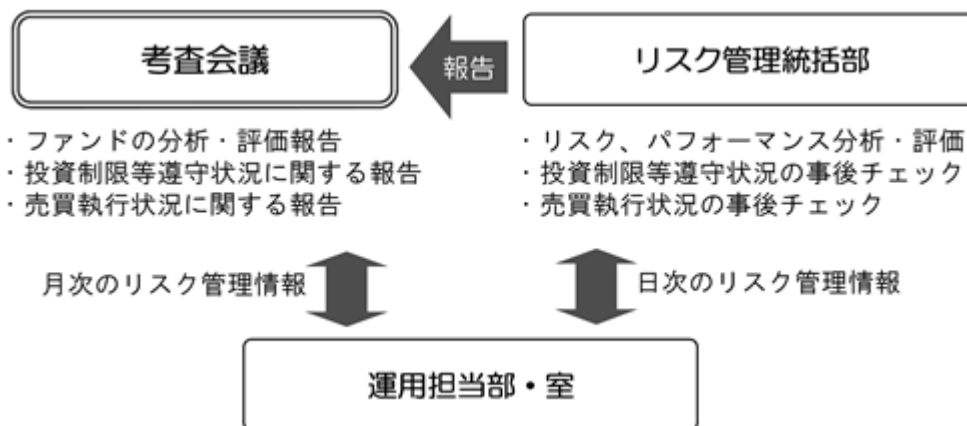 考査会議
報告
リスク管理統括部
・ファンドの分析・評価報告
・投資制限等遵守状況に関する報告
・売買執行状況に関する報告
・リスク、パフォーマンス分析・評価
・投資制限等遵守状況の事後チェック
・売買執行状況の事後チェック
月次のリスク管理情報
日次のリスク管理情報
運用担当部・室